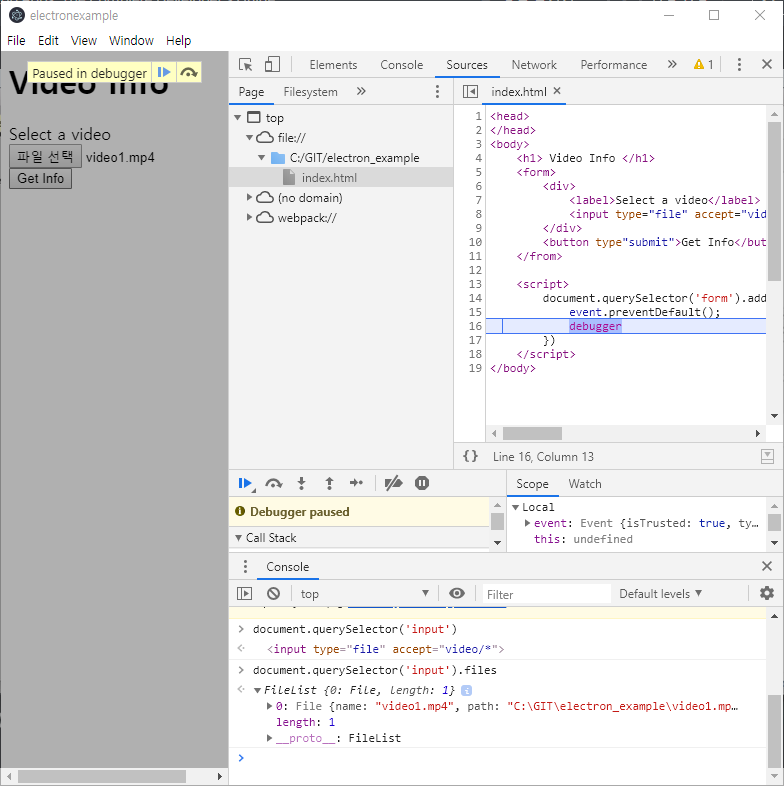 electronexample
File Edit View Window Help
Paused in debugger
Video Info
Select a video
파일 선택 video1.mp4
Get Info
Elements Console Sources Network Performance » 1
Page Filesystem »
top
file://
C:/GIT/electron_example
index.html
(no domain)
webpack://
index.html
1 <head>
2 </head>
3 <body>
4 <h1> Video Info </h1>
5 <form>
6 <div>
7 <label>Select a video</label>
8 <input type="file" accept="vid
9 </div>
10 <button type"submit">Get Info</but
11 </from>
12
13 <script>
14 document.querySelector('form').add
15 event.preventDefault();
16 debugger
17 })
18 </script>
19 </body>
{} Line 16, Column 13
Debugger paused
Call Stack
Scope Watch
Local
event: Event {isTrusted: true, ty…
this: undefined
Console
top Filter Default levels
> document.querySelector('input')
<input type="file" accept="video/*">
> document.querySelector('input').files
FileList {0: File, length: 1}
0: File {name: "video1.mp4", path: "C:\GIT\electron_example\video1.mp…
length: 1
__proto__: FileList
>